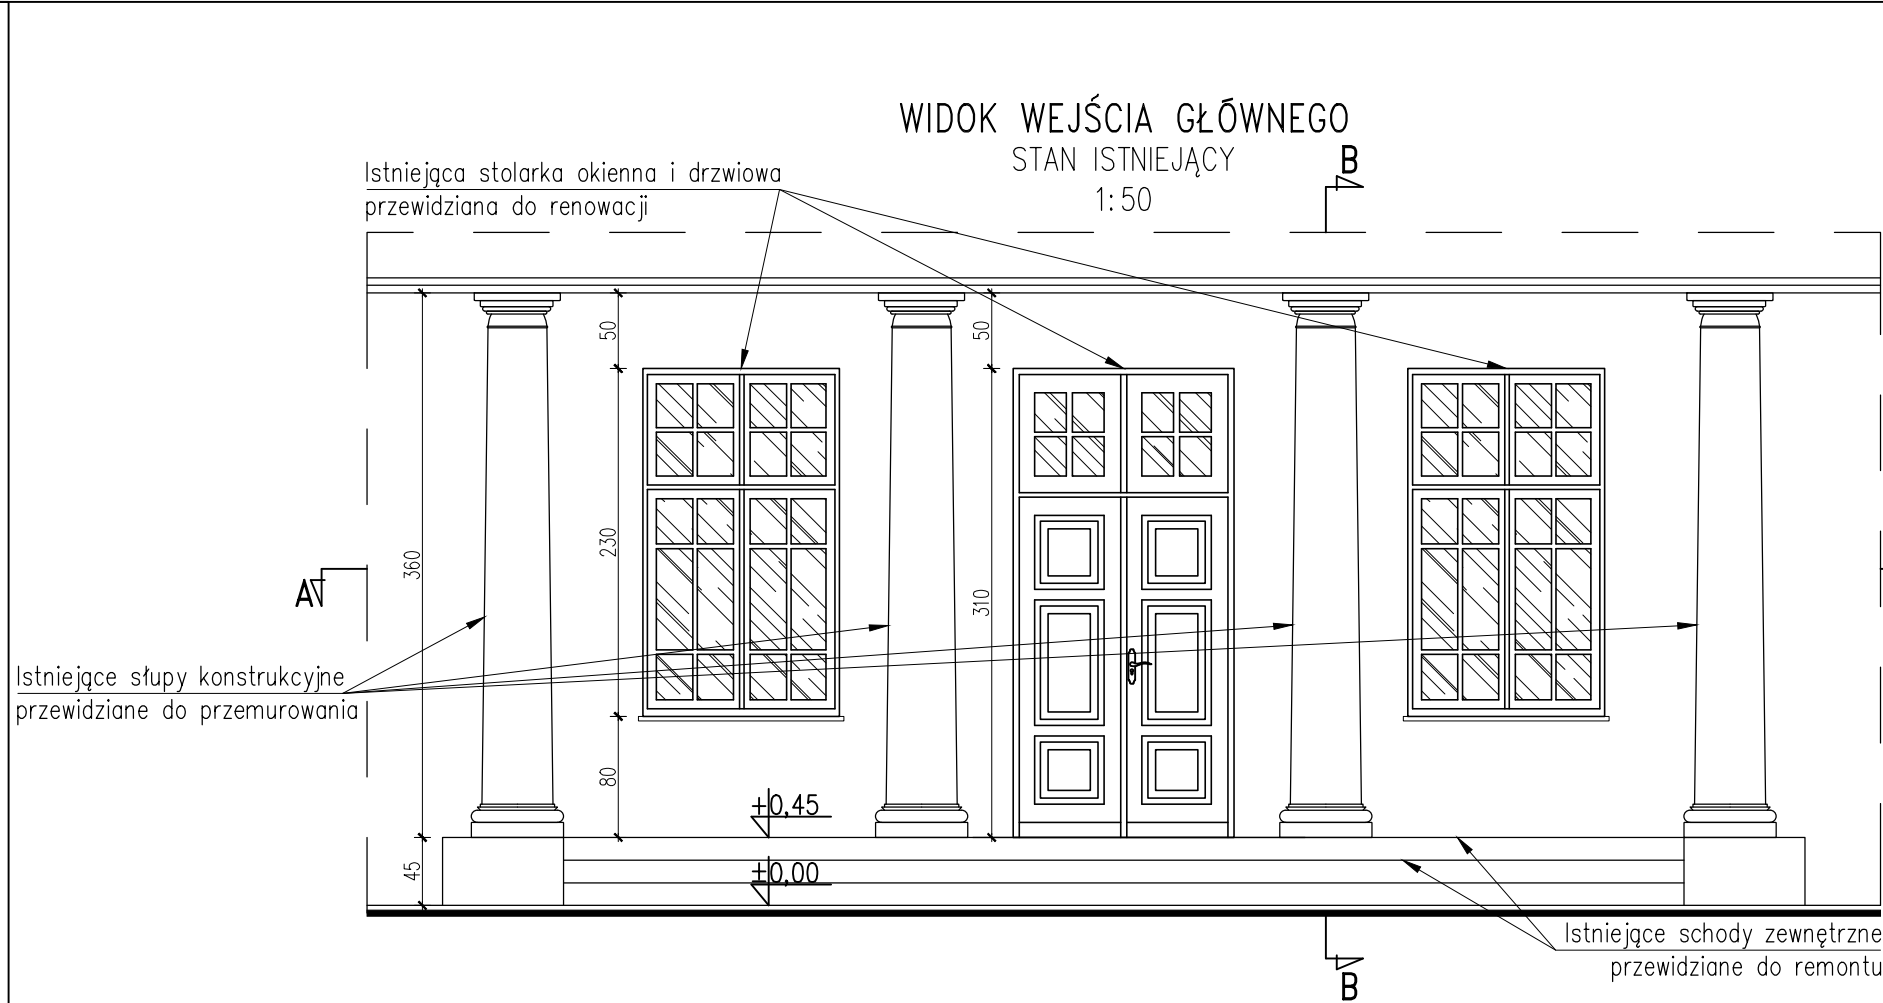 WIDOK WEJŚCIA GŁÓWNEGO
STAN ISTNIEJĄCY
1:50
B
Istniejąca stolarka okienna i drzwiowa
przewidziana do renowacji
50
50
360
230
310
A
Istniejące słupy konstrukcyjne
przewidziane do przemurowania
80
±0,45
45
±0,00
Istniejące schody zewnętrzne
przewidziane do remontu
B